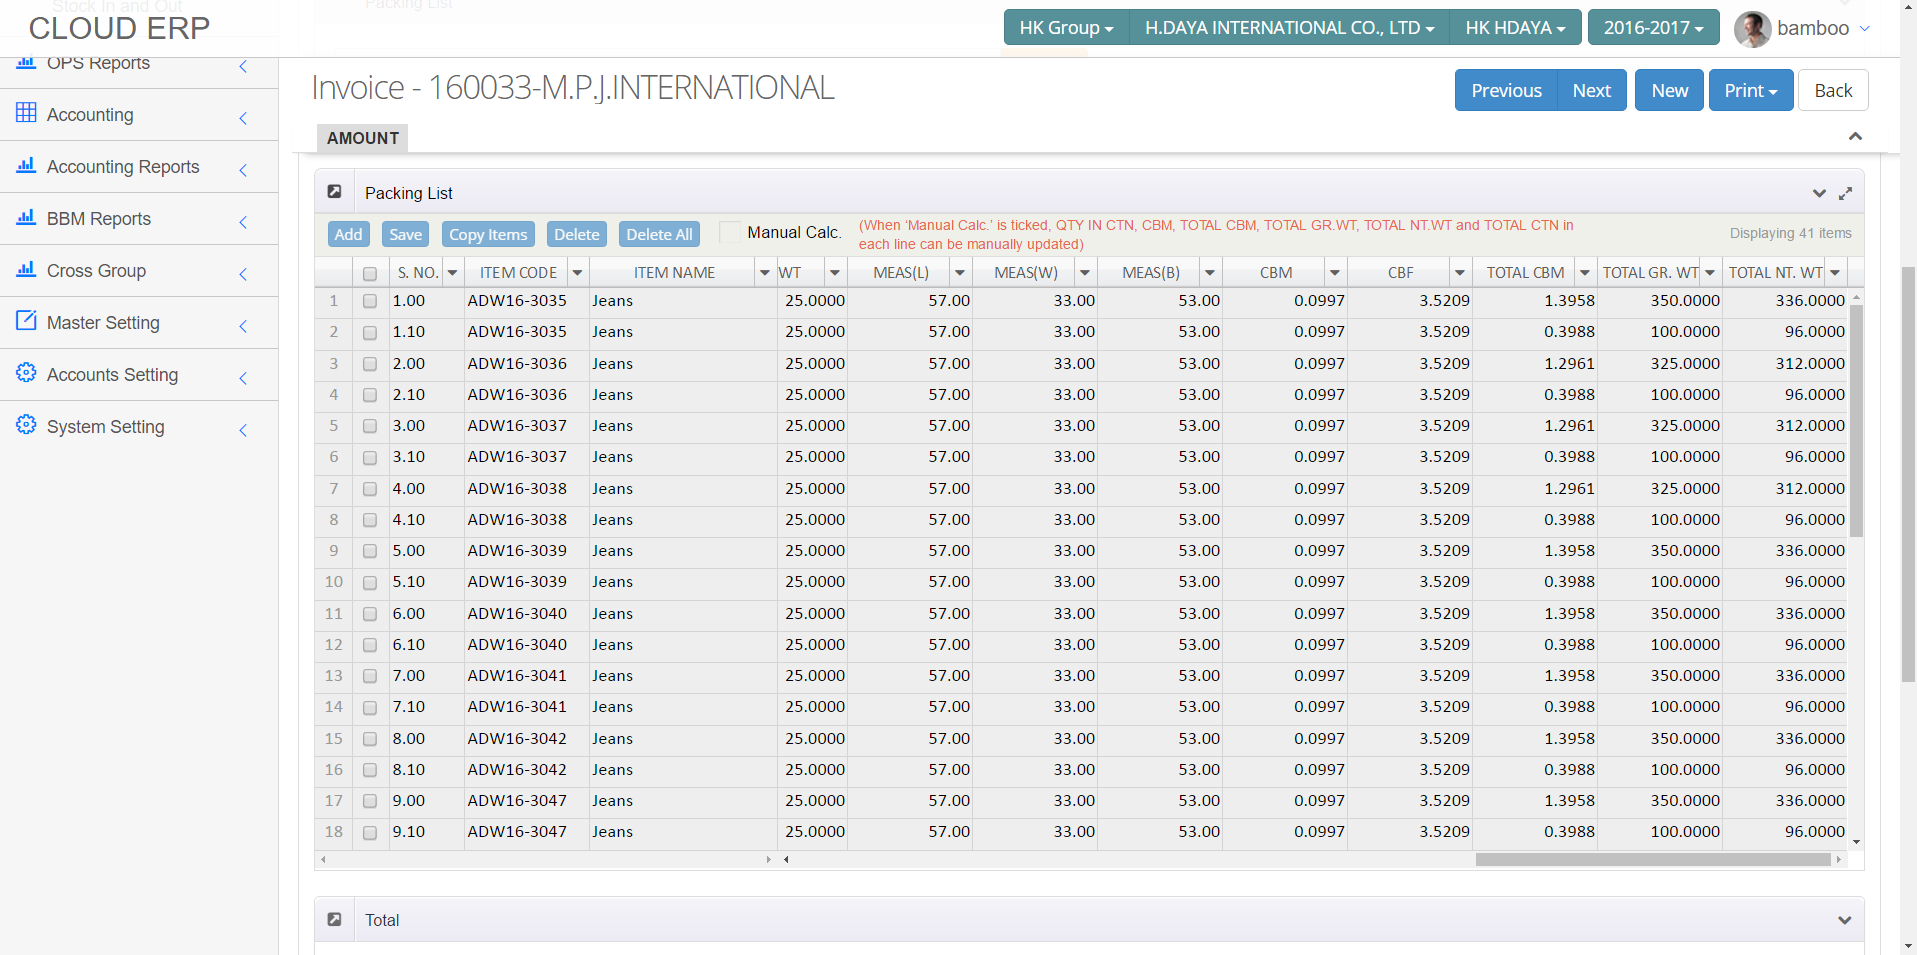 Stock In and Out
Packing List
CLOUD ERP
HK Group
H.DAYA INTERNATIONAL CO., LTD
HK HDAYA
2016-2017
bamboo
OPS Reports
Accounting
Accounting Reports
BBM Reports
Cross Group
Master Setting
Accounts Setting
System Setting
Invoice - 160033-M.P.J.INTERNATIONAL
Previous
Next
New
Print
Back
AMOUNT
Packing List
Add
Save
Copy Items
Delete
Delete All
Manual Calc.
(When ‘Manual Calc.’ is ticked, QTY IN CTN, CBM, TOTAL CBM, TOTAL GR.WT, TOTAL NT.WT and TOTAL CTN in
each line can be manually updated)
Displaying 41 items
S. NO. ITEM CODE ITEM NAME WT MEAS(L) MEAS(W) MEAS(B) CBM CBF TOTAL CBM TOTAL GR. WT TOTAL NT. WT
1 1.00 ADW16-3035 Jeans 25.0000 57.00 33.00 53.00 0.0997 3.5209 1.3958 350.0000 336.0000
2 1.10 ADW16-3035 Jeans 25.0000 57.00 33.00 53.00 0.0997 3.5209 0.3988 100.0000 96.0000
3 2.00 ADW16-3036 Jeans 25.0000 57.00 33.00 53.00 0.0997 3.5209 1.2961 325.0000 312.0000
4 2.10 ADW16-3036 Jeans 25.0000 57.00 33.00 53.00 0.0997 3.5209 0.3988 100.0000 96.0000
5 3.00 ADW16-3037 Jeans 25.0000 57.00 33.00 53.00 0.0997 3.5209 1.2961 325.0000 312.0000
6 3.10 ADW16-3037 Jeans 25.0000 57.00 33.00 53.00 0.0997 3.5209 0.3988 100.0000 96.0000
7 4.00 ADW16-3038 Jeans 25.0000 57.00 33.00 53.00 0.0997 3.5209 1.2961 325.0000 312.0000
8 4.10 ADW16-3038 Jeans 25.0000 57.00 33.00 53.00 0.0997 3.5209 0.3988 100.0000 96.0000
9 5.00 ADW16-3039 Jeans 25.0000 57.00 33.00 53.00 0.0997 3.5209 1.3958 350.0000 336.0000
10 5.10 ADW16-3039 Jeans 25.0000 57.00 33.00 53.00 0.0997 3.5209 0.3988 100.0000 96.0000
11 6.00 ADW16-3040 Jeans 25.0000 57.00 33.00 53.00 0.0997 3.5209 1.3958 350.0000 336.0000
12 6.10 ADW16-3040 Jeans 25.0000 57.00 33.00 53.00 0.0997 3.5209 0.3988 100.0000 96.0000
13 7.00 ADW16-3041 Jeans 25.0000 57.00 33.00 53.00 0.0997 3.5209 1.3958 350.0000 336.0000
14 7.10 ADW16-3041 Jeans 25.0000 57.00 33.00 53.00 0.0997 3.5209 0.3988 100.0000 96.0000
15 8.00 ADW16-3042 Jeans 25.0000 57.00 33.00 53.00 0.0997 3.5209 1.3958 350.0000 336.0000
16 8.10 ADW16-3042 Jeans 25.0000 57.00 33.00 53.00 0.0997 3.5209 0.3988 100.0000 96.0000
17 9.00 ADW16-3047 Jeans 25.0000 57.00 33.00 53.00 0.0997 3.5209 1.3958 350.0000 336.0000
18 9.10 ADW16-3047 Jeans 25.0000 57.00 33.00 53.00 0.0997 3.5209 0.3988 100.0000 96.0000
Total